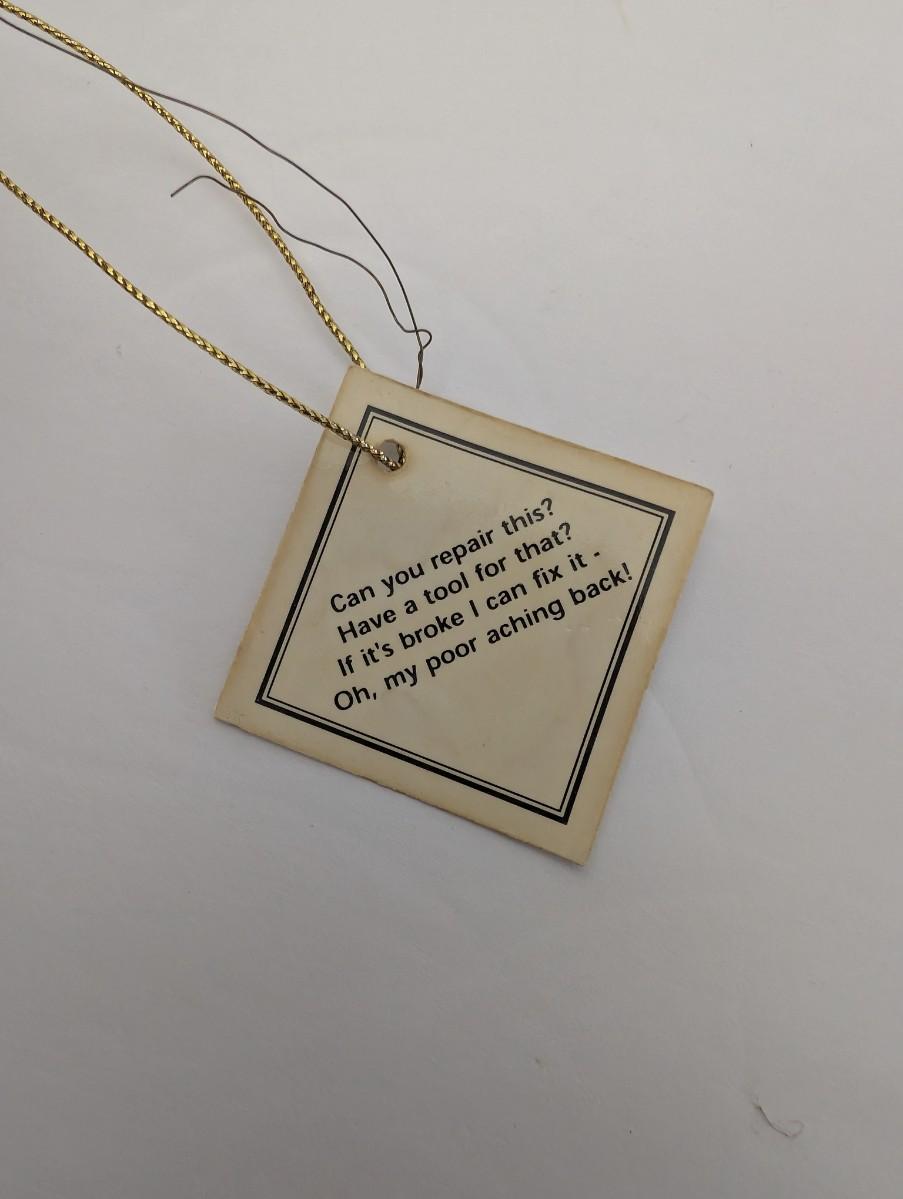 Can you repair this?
Have a tool for that?
If it's broke I can fix it -
Oh, my poor aching back!